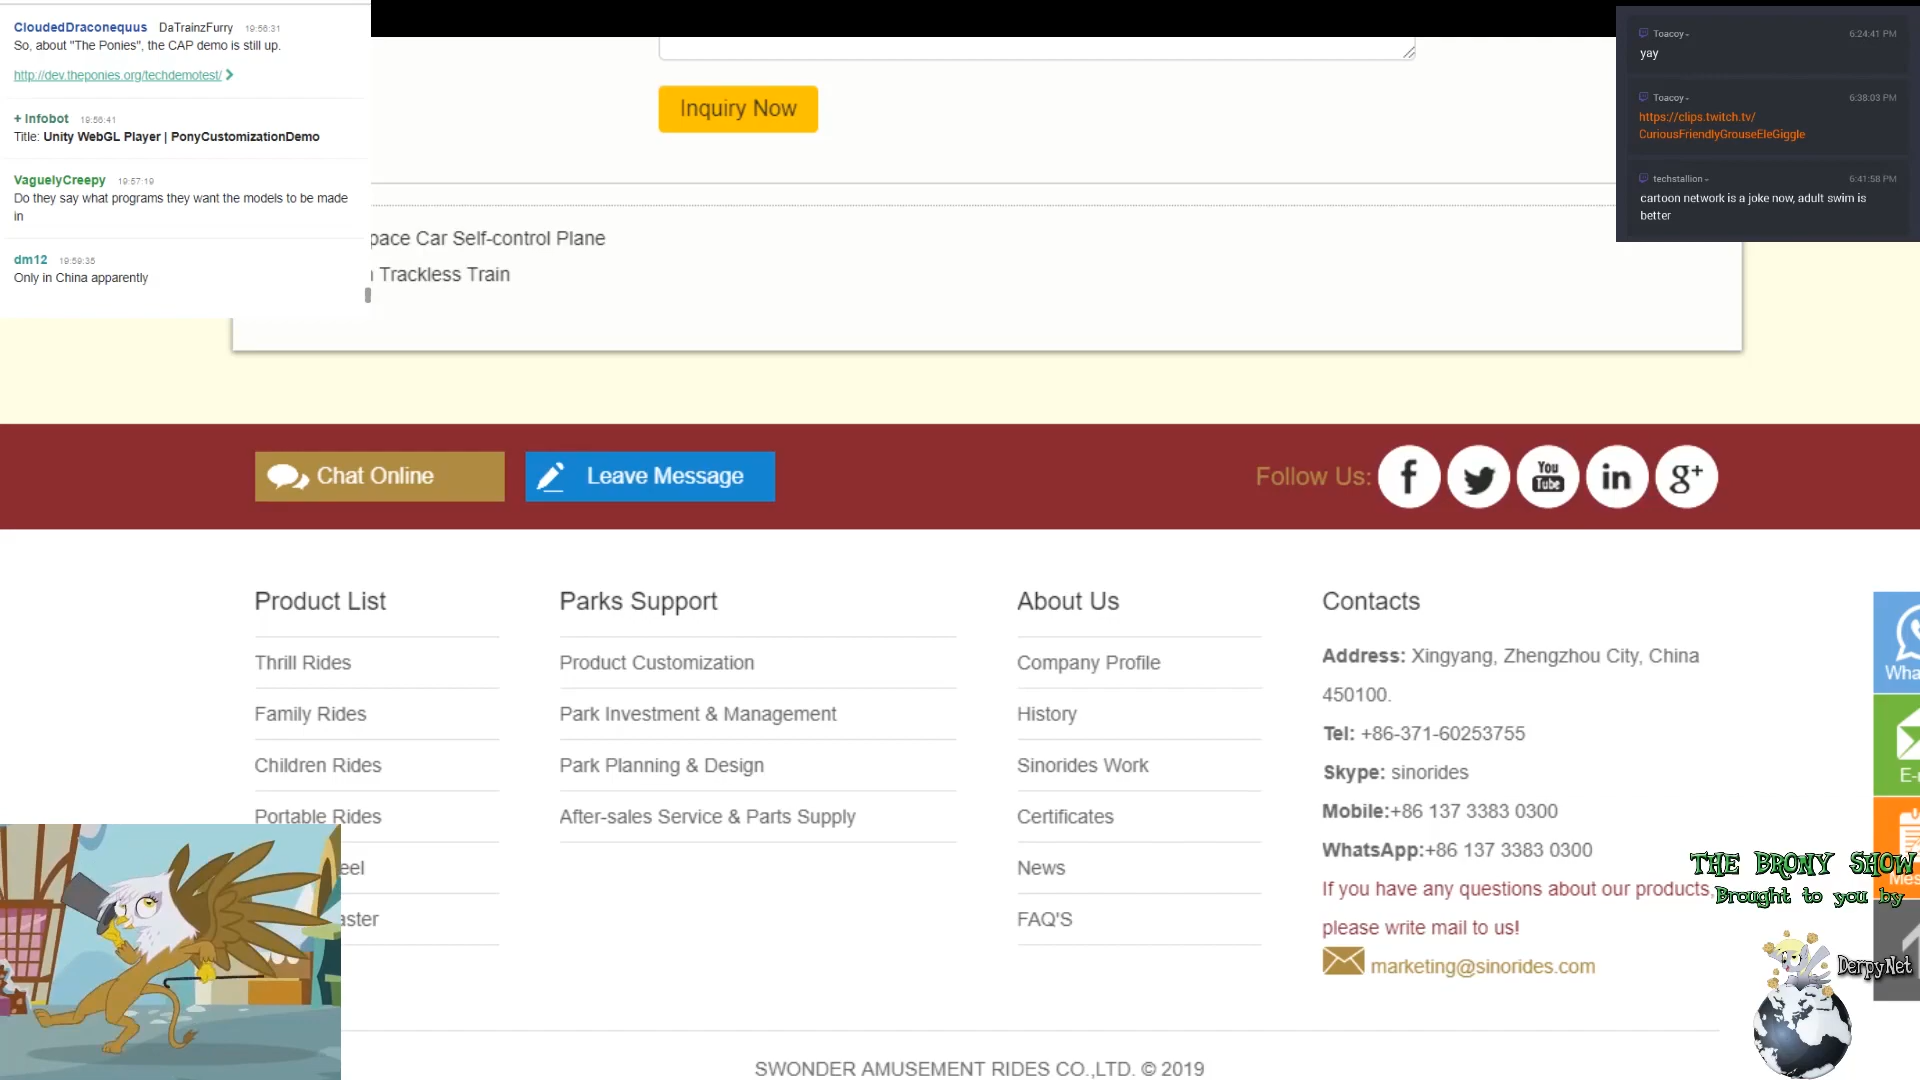 CloudedDraconequus DaTrainzFurry 19:56:31
So, about "The Ponies", the CAP demo is still up.
http://dev.theponies.org/techdemotest/
+ Infobot 19:56:41
Title: Unity WebGL Player | PonyCustomizationDemo
VaguelyCreepy 19:57:19
Do they say what programs they want the models to be made
in
dm12 19:59:35
Only in China apparently
Toacoy 6:24:41 PM
yay
Toacoy 6:38:03 PM
https://clips.twitch.tv/
CuriousFriendlyGrouseEleGiggle
techstallion 6:41:58 PM
cartoon network is a joke now, adult swim is
better
Inquiry Now
pace Car Self-control Plane
Trackless Train
Chat Online
Leave Message
Follow Us:
You
Tube
in
g+
Product List
Thrill Rides
Family Rides
Children Rides
Portable Rides
eel
aster
Parks Support
Product Customization
Park Investment & Management
Park Planning & Design
After-sales Service & Parts Supply
About Us
Company Profile
History
Sinorides Work
Certificates
News
FAQ'S
Contacts
Address: Xingyang, Zhengzhou City, China
450100.
Tel: +86-371-60253755
Skype: sinorides
Mobile:+86 137 3383 0300
WhatsApp:+86 137 3383 0300
If you have any questions about our products,
please write mail to us!
marketing@sinorides.com
Wha
E-
Mes
THE BRONY SHOW
Brought to you by
DerpyNet
SWONDER AMUSEMENT RIDES CO.,LTD. © 2019